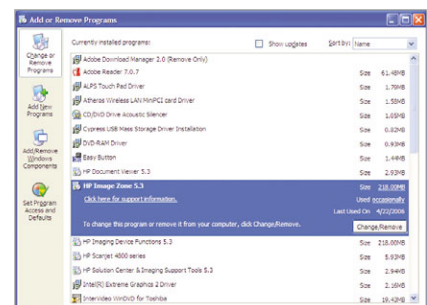 Add or Remove Programs
Change or Remove Programs
Add New Programs
Add/Remove Windows Components
Set Program Access and Defaults
Currently installed programs:
Show updates
Sort by: Name
Adobe Download Manager 2.0 (Remove Only)
Adobe Reader 7.0.7 Size 61.48MB
ALPS Touch Pad Driver Size 1.79MB
Atheros Wireless LAN MiniPCI card Driver Size 1.58MB
CD/DVD Drive Acoustic Silencer Size 1.05MB
Cypress USB Mass Storage Driver Installation Size 0.82MB
DVD-RAM Driver Size 0.93MB
Easy Button Size 1.44MB
HP Document Viewer 5.3 Size 2.93MB
HP Image Zone 5.3 Size 218.00MB
Click here for support information. Used occasionally
Last Used On 4/22/2006
To change this program or remove it from your computer, click Change/Remove. Change/Remove
HP Imaging Device Functions 5.3 Size 218.00MB
HP Scanjet 4800 series Size 5.93MB
HP Solution Center & Imaging Support Tools 5.3 Size 2.94MB
Intel(R) Extreme Graphics 2 Driver Size 2.16MB
InterVideo WinDVD for Toshiba Size 19.43MB